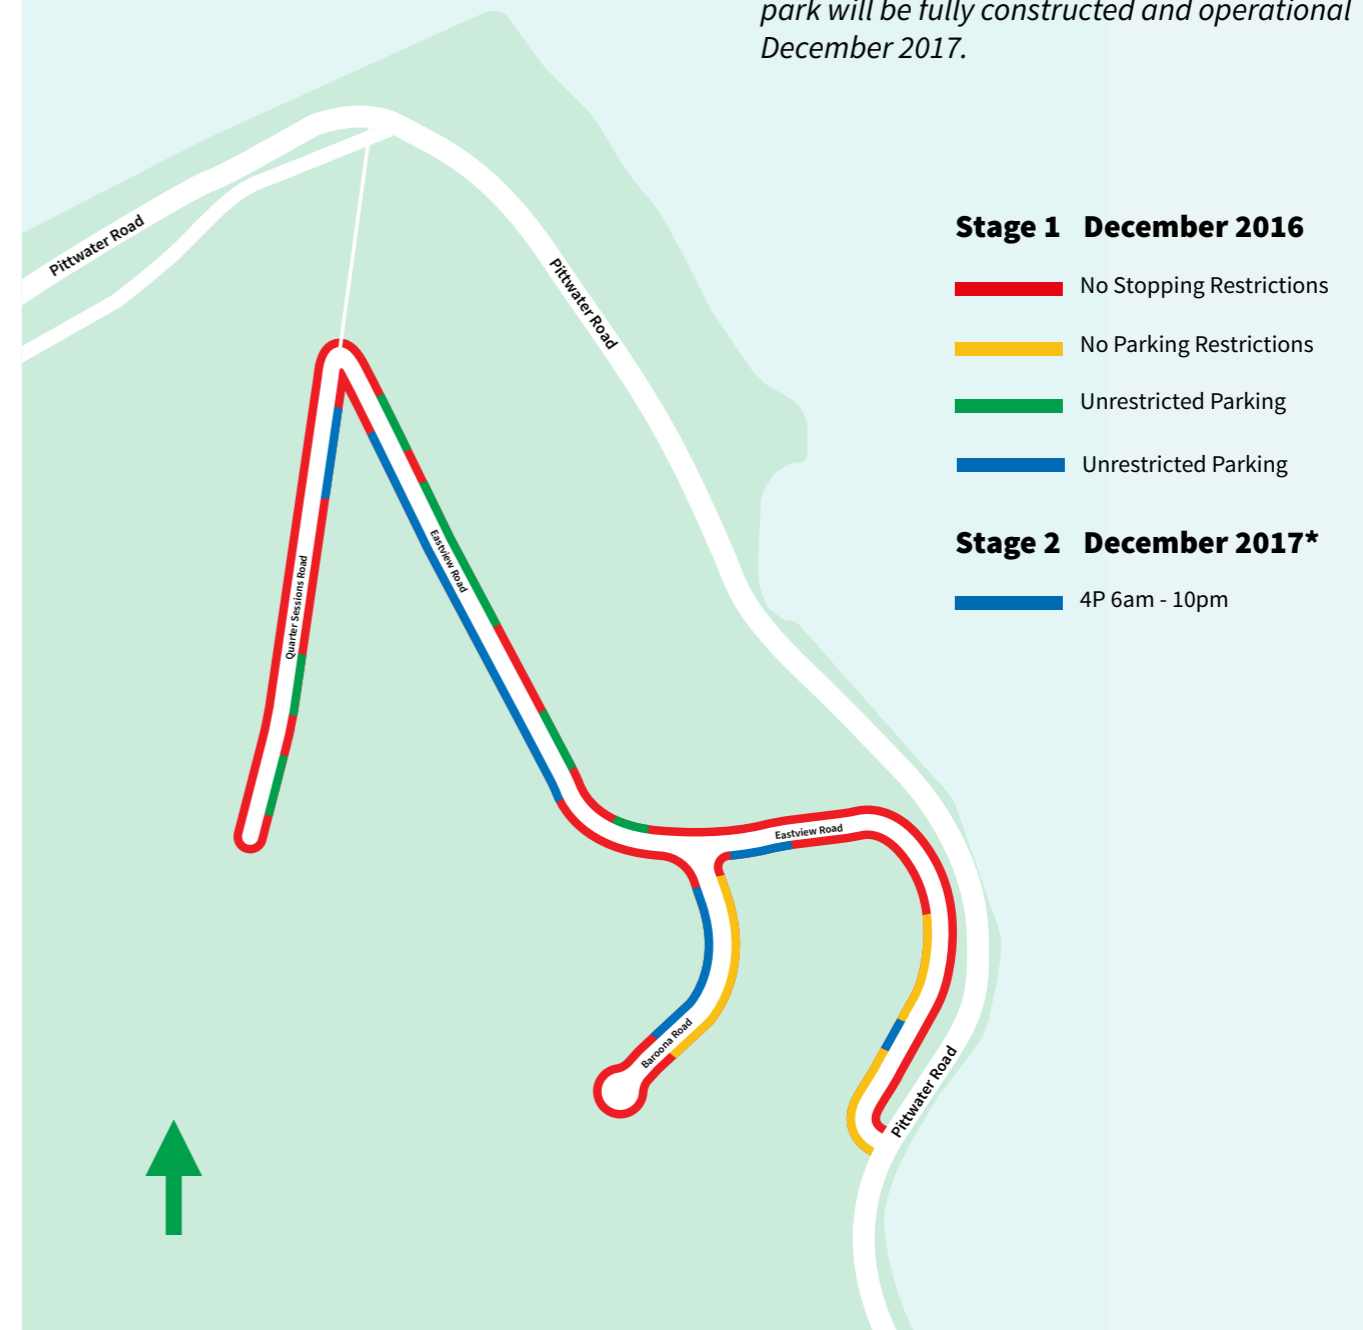 park will be fully constructed and operational
December 2017.
Pittwater Road
Pittwater Road
Stage 1 December 2016
No Stopping Restrictions
No Parking Restrictions
Unrestricted Parking
Unrestricted Parking
Stage 2 December 2017*
4P 6am - 10pm
Eastview Road
Quarter Sessions Road
Eastview Road
Baroona Road
Pittwater Road